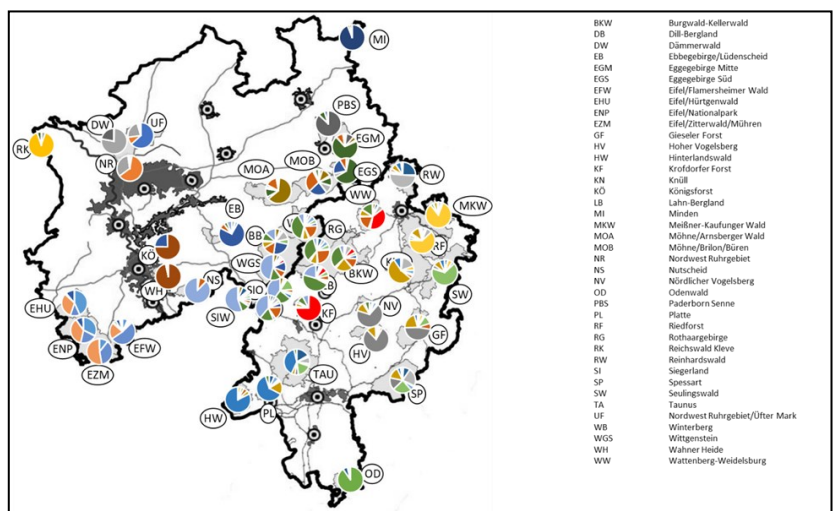 MI
PBS
DW
UF
RK
EGM
NR
MOB
MOA
EGS
RW
WW
EB
MKW
BB
RG
RF
KÖ
WGS
BKW
NS
SIO
LB
SW
WH
EHU
SIW
KF
NV
GF
ENP
EFW
HV
EZM
TAU
SP
HW
PL
OD
BKW Burgwald-Kellerwald
DB Dill-Bergland
DW Dämmerwald
EB Ebbegebirge/Lüdenscheid
EGM Eggegebirge Mitte
EGS Eggegebirge Süd
EFW Eifel/Flamersheimer Wald
EHU Eifel/Hürtgenwald
ENP Eifel/Nationalpark
EZM Eifel/Zitterwald/Mühren
GF Gieseler Forst
HV Hoher Vogelsberg
HW Hinterlandswald
KF Krofdorfer Forst
KN Knüll
KÖ Königsforst
LB Lahn-Bergland
MI Minden
MKW Meißner-Kaufunger Wald
MOA Möhne/Arnsberger Wald
MOB Möhne/Brilon/Büren
NR Nordwest Ruhrgebiet
NS Nutscheid
NV Nördlicher Vogelsberg
OD Odenwald
PBS Paderborn Senne
PL Platte
RF Riedforst
RG Rothaargebirge
RK Reichswald Kleve
RW Reinhardswald
SI Siegerland
SP Spessart
SW Seulingswald
TA Taunus
UF Nordwest Ruhrgebiet/Üfter Mark
WB Winterberg
WGS Wittgenstein
WH Wahner Heide
WW Wattenberg-Weidelsburg